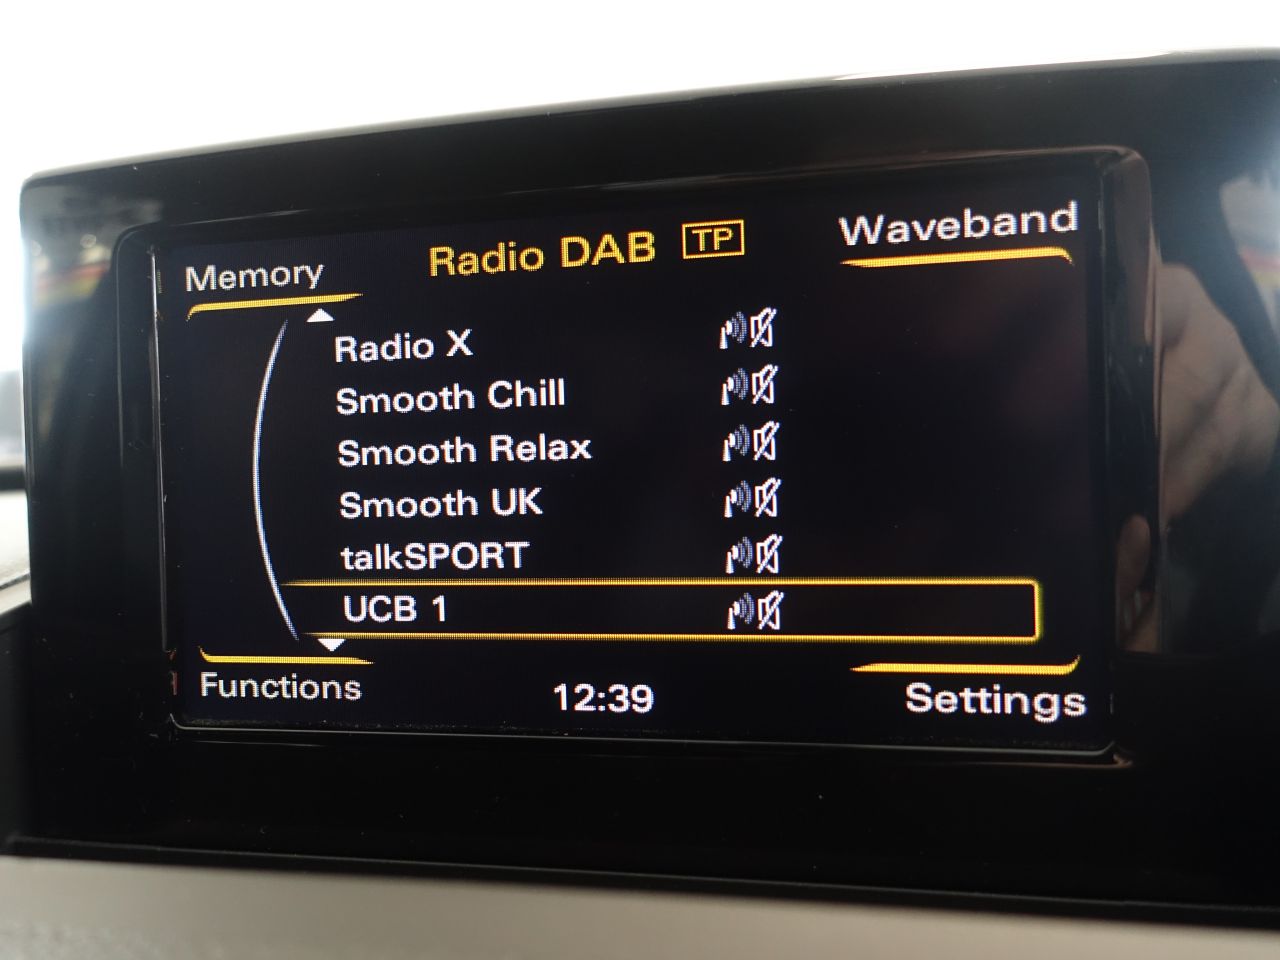 Memory
Radio DAB TP
Waveband
Radio X
Smooth Chill
Smooth Relax
Smooth UK
talkSPORT
UCB 1
Functions
12:39
Settings